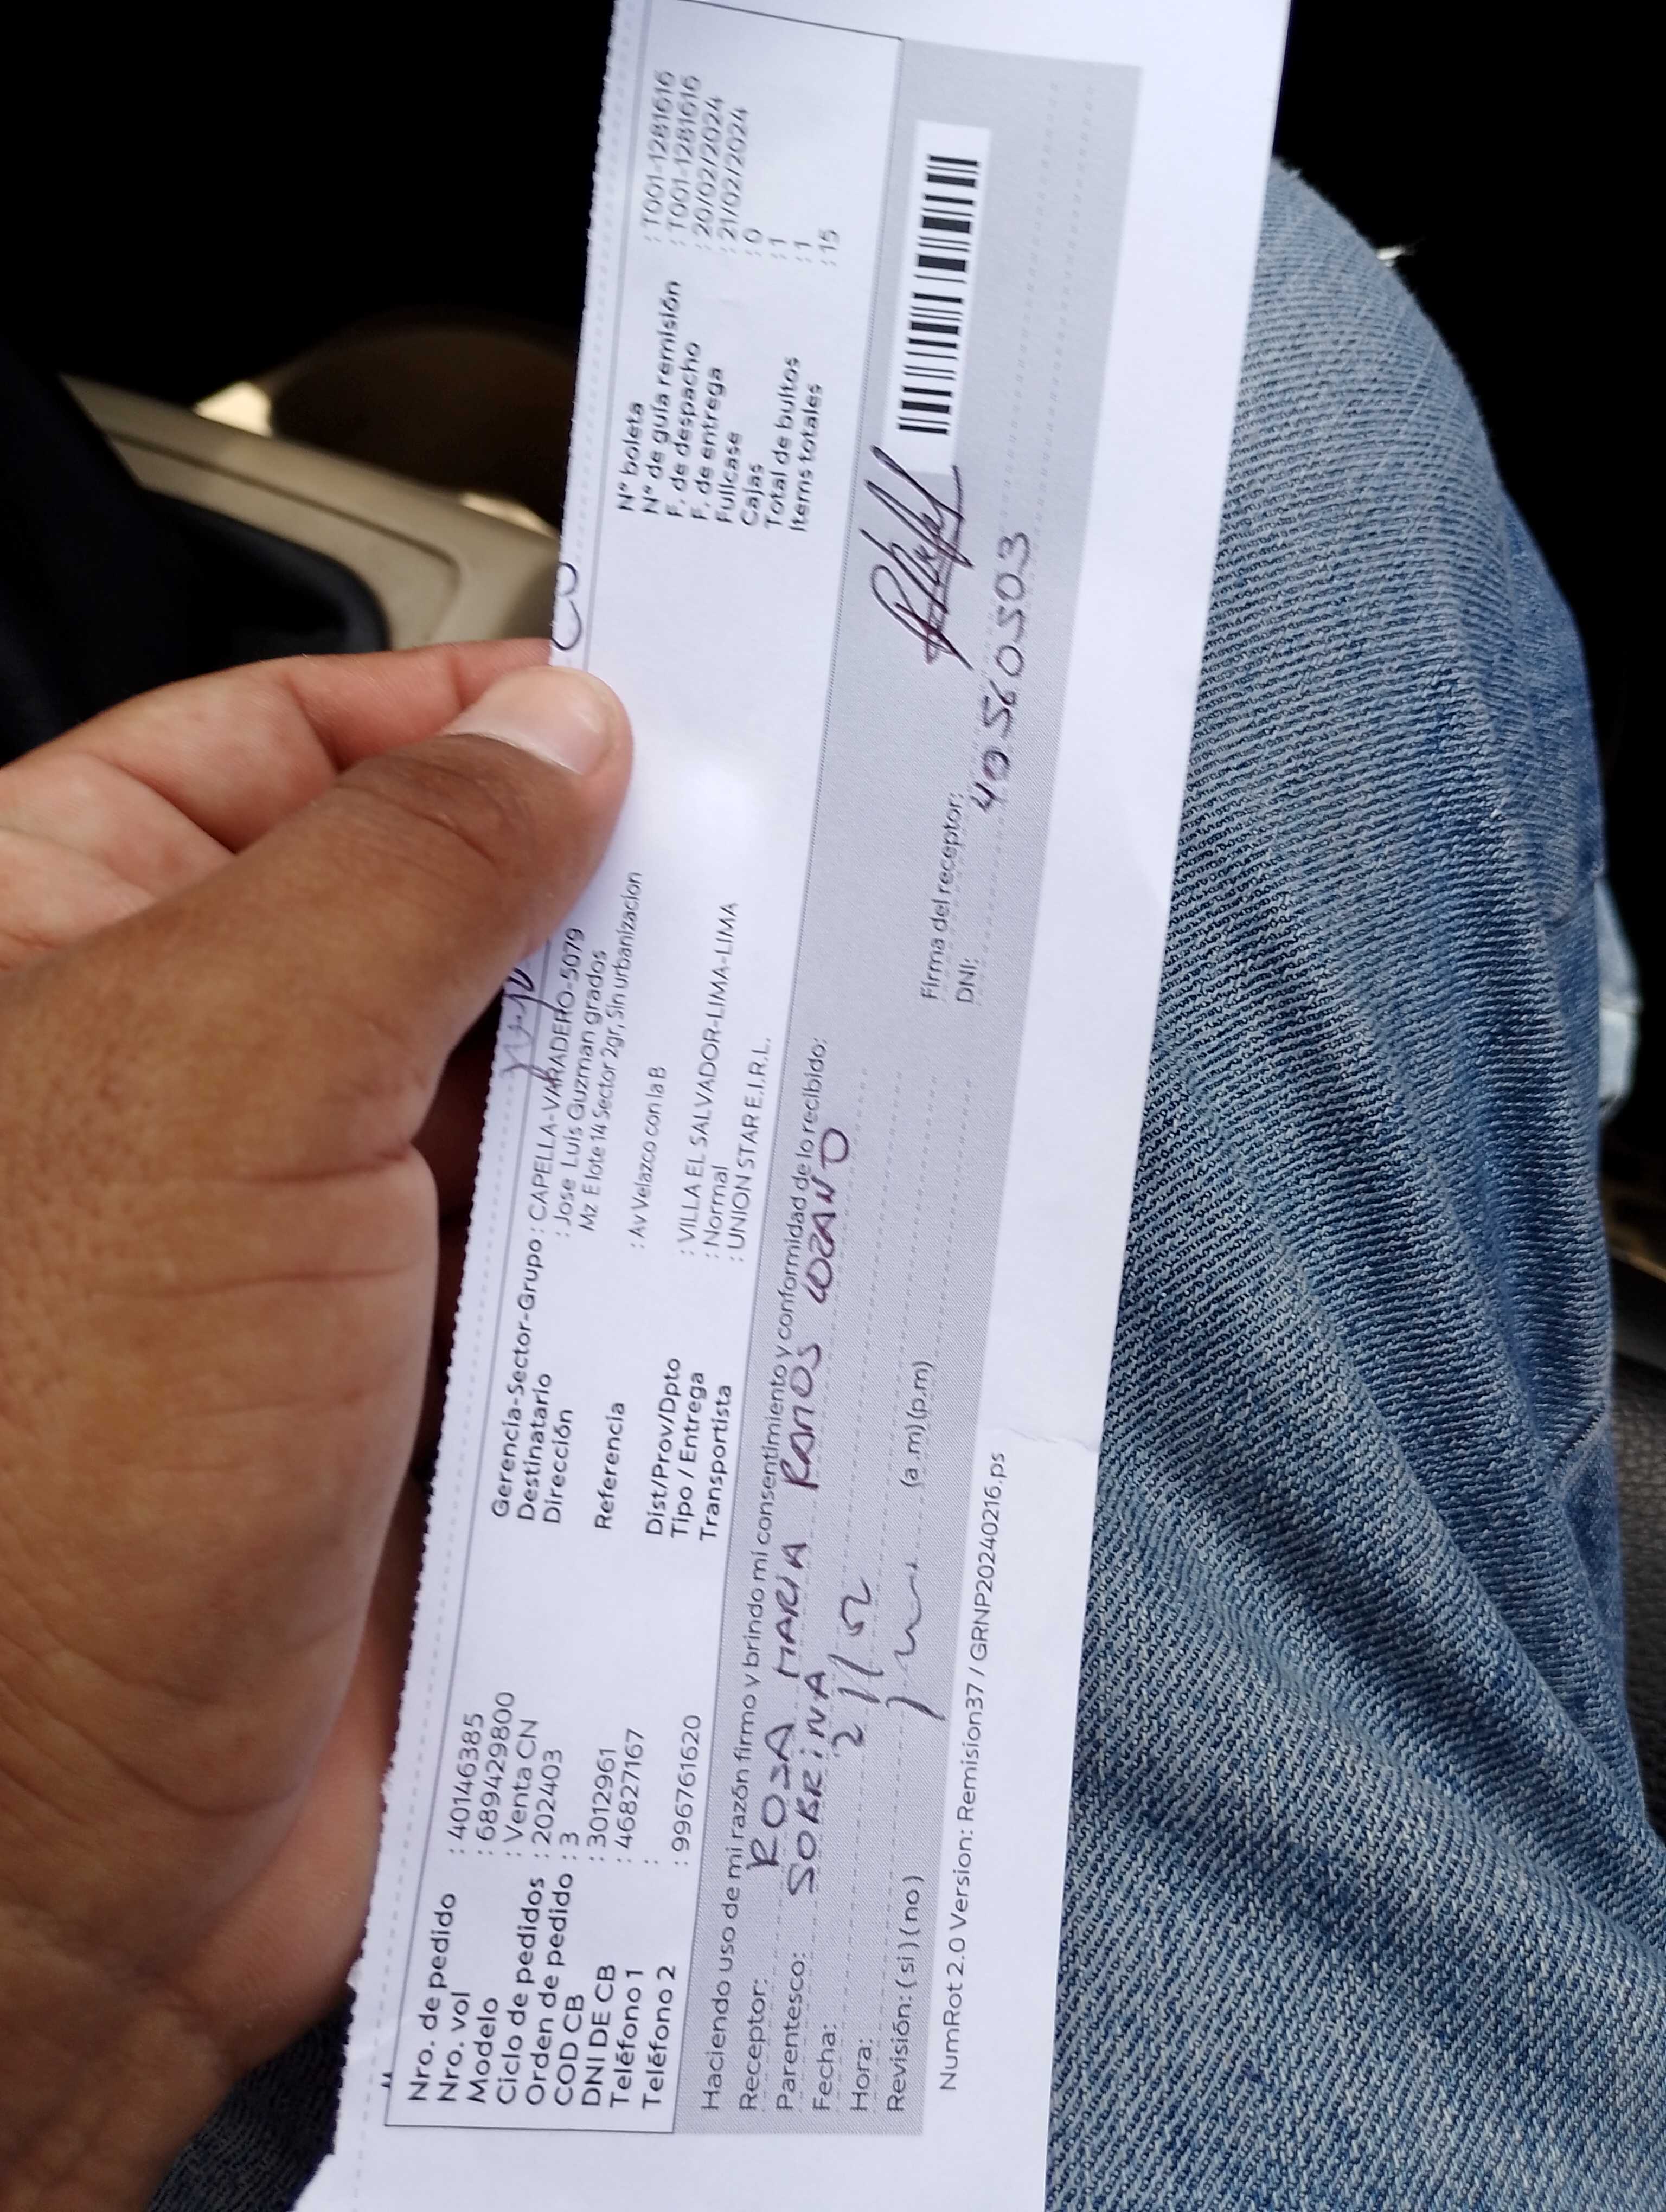 Nro. de pedido : 40146385
Nro. vol : 689429800
Modelo : Venta CN
Ciclo de pedidos : 202403
Orden de pedido : 3
COD CB : 3012961
DNI DE CB : 46827167
Teléfono 1 :
Teléfono 2 : 996761620
Gerencia-Sector-Grupo : CAPELLA-VARADERO-5079
Destinatario : Jose Luis Guzman grados
Dirección Mz E lote 14 Sector 2gr, Sin urbanizacion
Referencia : Av Velazco con la B
Dist/Prov/Dpto : VILLA EL SALVADOR-LIMA-LIMA
Tipo / Entrega : Normal
Transportista : UNION STAR E.I.R.L.
N° boleta : T001-1281616
N° de guía remisión : T001-1281616
F. de despacho : 20/02/2024
F. de entrega : 21/02/2024
Fullcase : 0
Cajas : 1
Total de bultos : 1
Items totales : 15
Haciendo uso de mi razón firmo y brindo mi consentimiento y conformidad de lo recibido:
Receptor: ROSA MARIA RAMOS LOZANO
Parentesco: SOBRINA
Fecha: 21/02
Hora: (a.m) (p.m)
Revisión: (si) (no)
Firma del receptor:
DNI: 40560503
NumRot 2.0 Version: Remision37 / GRNP20240216.ps